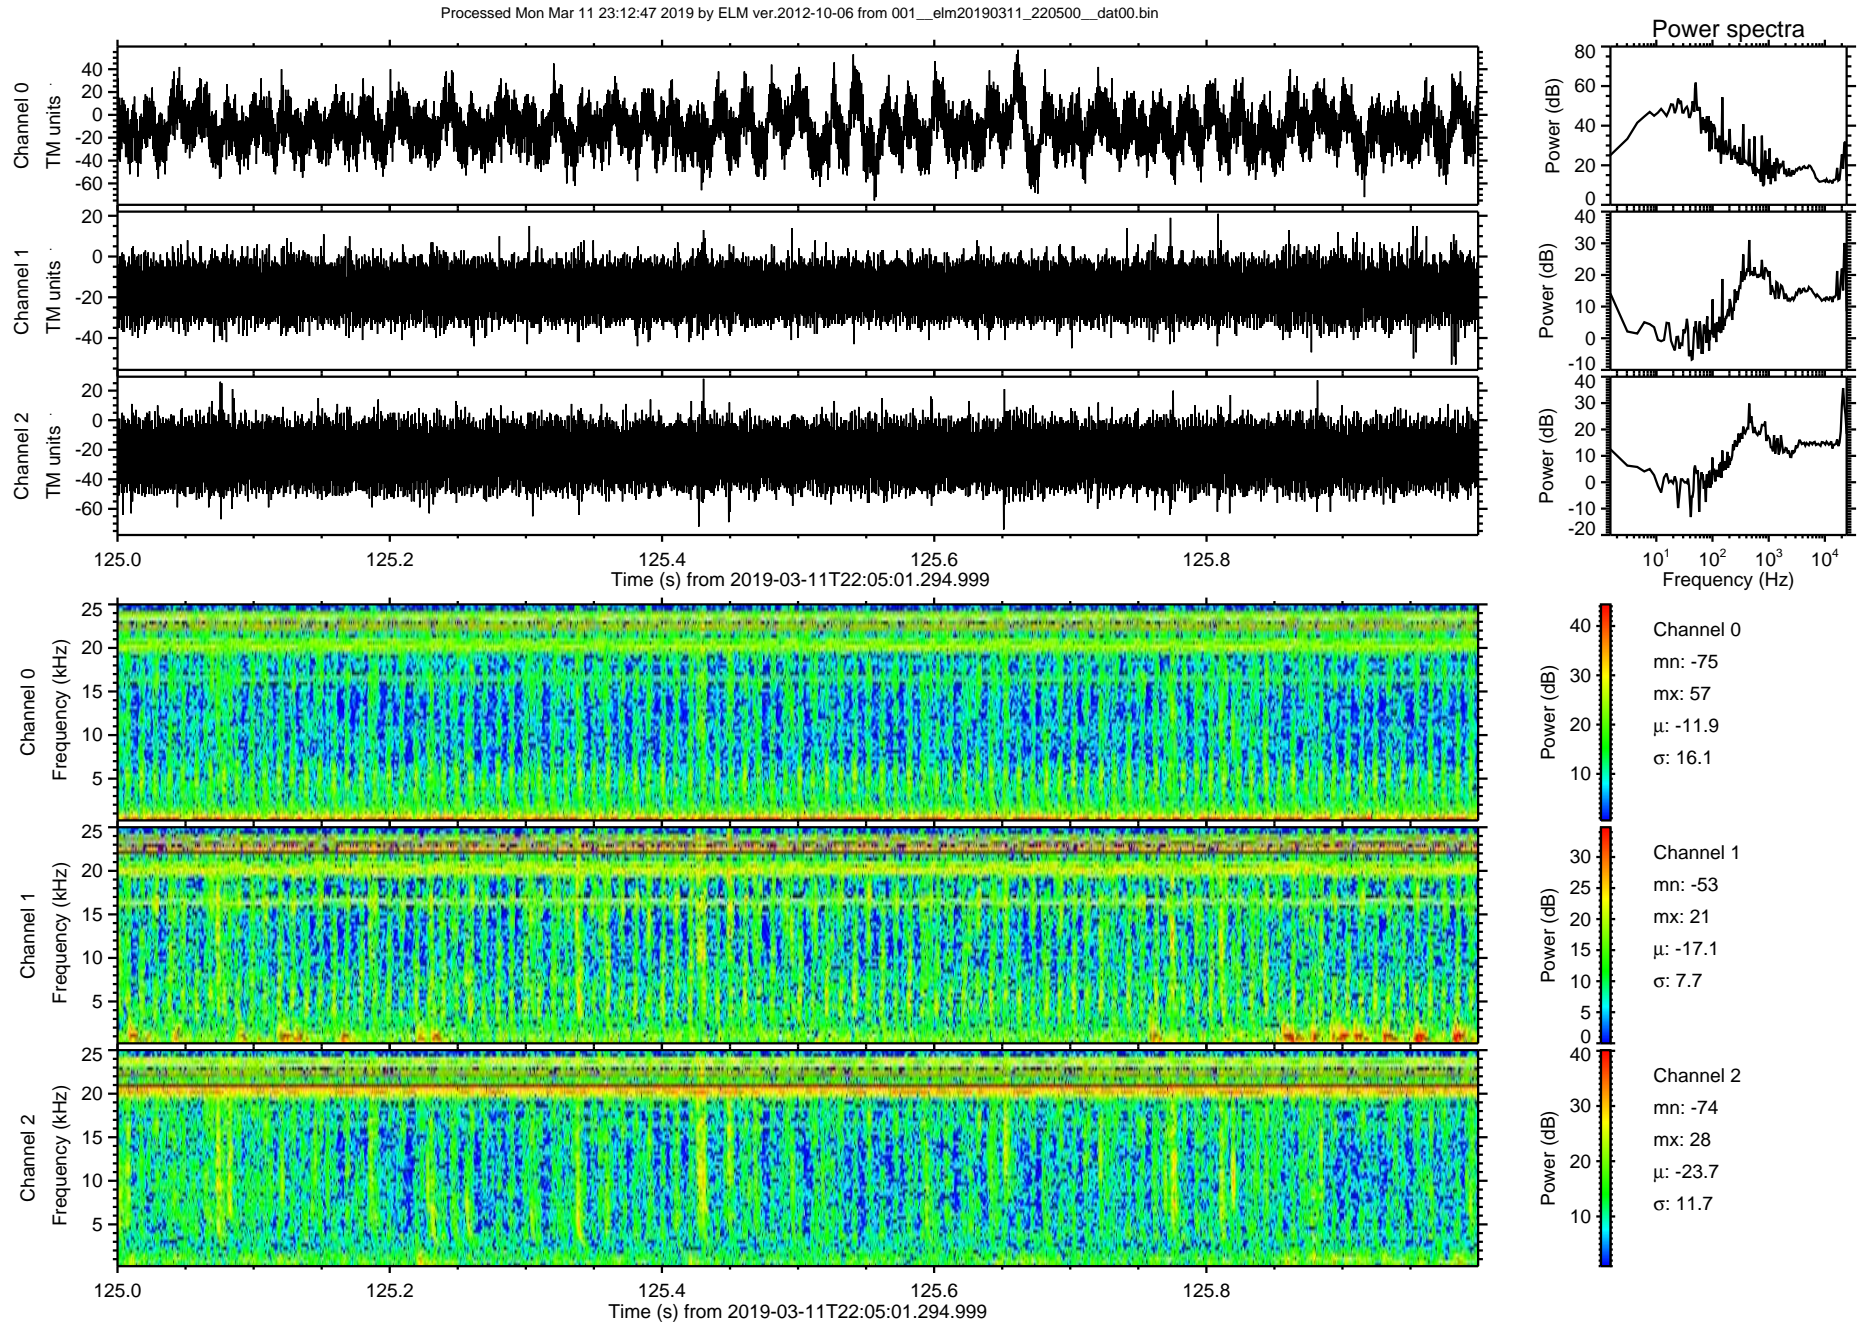 Processed Mon Mar 11 23:12:47 2019 by ELM ver.2012-10-06 from 001__elm20190311_220500__dat00.bin
Power spectra
Channel 0
TM units
40
20
0
-20
-40
-60
Power (dB)
80
60
40
20
0
Channel 1
TM units
20
0
-20
-40
Power (dB)
40
30
20
10
0
-10
Channel 2
TM units
20
0
-20
-40
-60
Power (dB)
40
30
20
10
0
-10
-20
125.0 125.2 125.4 125.6 125.8
Time (s) from 2019-03-11T22:05:01.294.999
10^1 10^2 10^3 10^4
Frequency (Hz)
Channel 0
Frequency (kHz)
25
20
15
10
5
Power (dB)
40
30
20
10
Channel 0
mn: -75
mx: 57
μ: -11.9
σ: 16.1
Channel 1
Frequency (kHz)
25
20
15
10
5
Power (dB)
30
25
20
15
10
5
0
Channel 1
mn: -53
mx: 21
μ: -17.1
σ: 7.7
Channel 2
Frequency (kHz)
25
20
15
10
5
Power (dB)
40
30
20
10
Channel 2
mn: -74
mx: 28
μ: -23.7
σ: 11.7
125.0 125.2 125.4 125.6 125.8
Time (s) from 2019-03-11T22:05:01.294.999